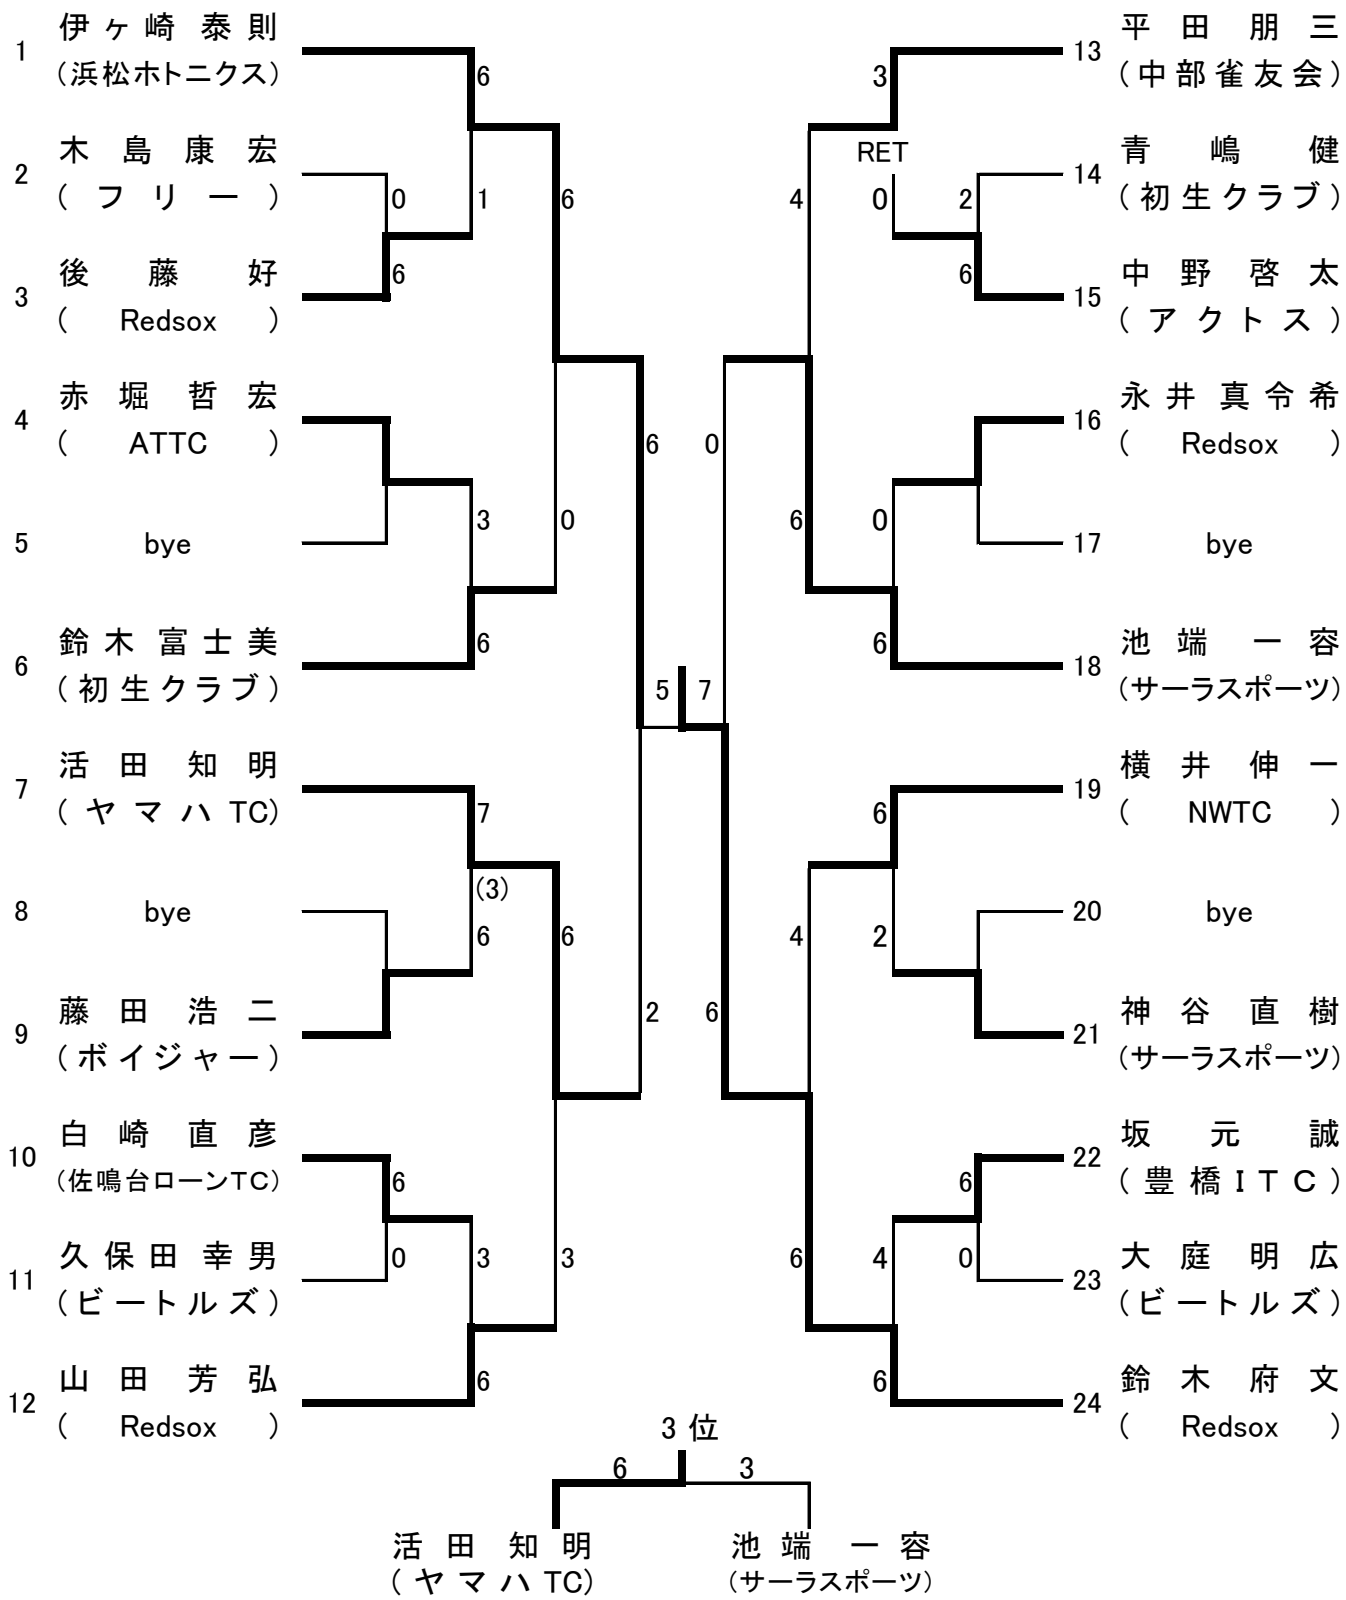 1 伊ヶ崎 泰則
(浜松ホトニクス)
2 木島康宏
(フリー)
3 後藤好
(Redsox)
4 赤堀哲宏
(ATTC)
5 bye
6 鈴木富士美
(初生クラブ)
7 活田知明
(ヤマハTC)
8 bye
9 藤田浩二
(ボイジャー)
10 白崎直彦
(佐鳴台ローンTC)
11 久保田幸男
(ビートルズ)
12 山田芳弘
(Redsox)
6
1
0
6
6
3
6
0
7
(3)
6
6
0
3
6
6
3
6
2
5 7
0
6
4
6
4
6
3
RET
0
2
6
0
6
6
2
6
0
4
6
13 平田朋三
(中部雀友会)
14 青嶋健
(初生クラブ)
15 中野啓太
(アクトス)
16 永井真令希
(Redsox)
17 bye
18 池端一容
(サーラスポーツ)
19 横井伸一
(NWTC)
20 bye
21 神谷直樹
(サーラスポーツ)
22 坂元誠
(豊橋ITC)
23 大庭明広
(ビートルズ)
24 鈴木府文
(Redsox)
3位
6 3
活田知明
(ヤマハTC)
池端一容
(サーラスポーツ)